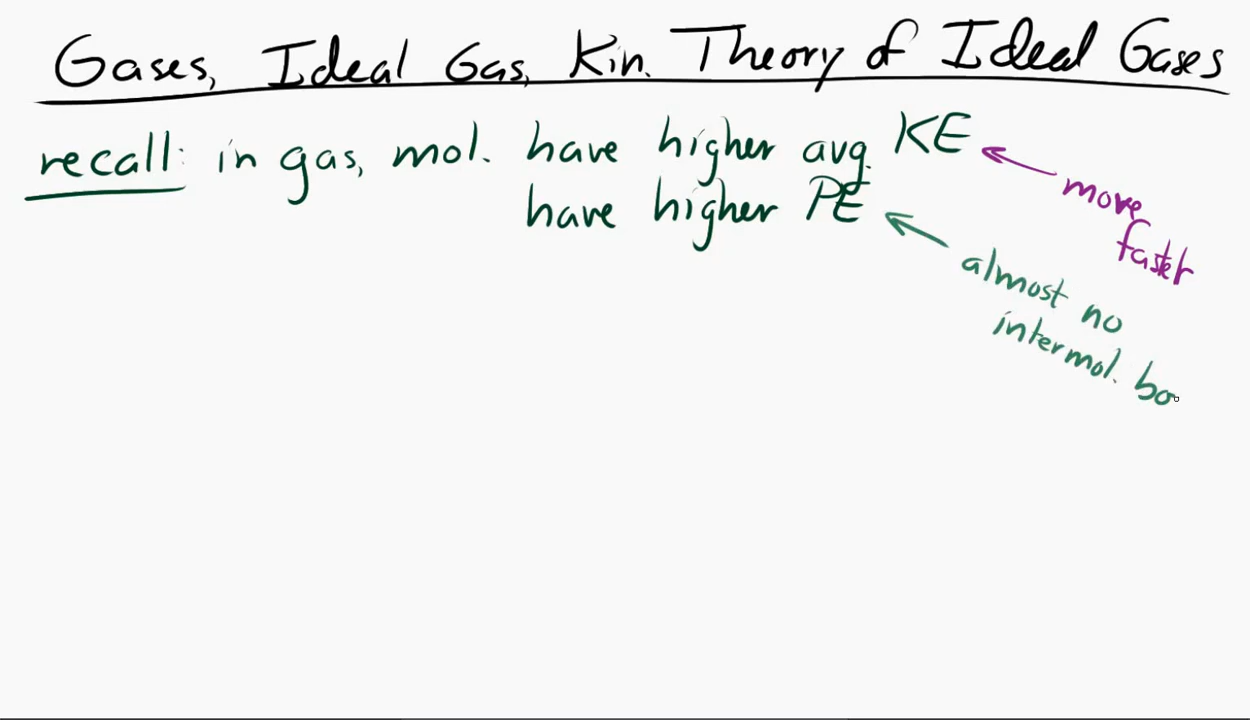 Gases, Ideal Gas, Kin. Theory of Ideal Gases
recall: in gas, mol. have higher avg. KE
have higher PE
move
faster
almost no
intermol. bo